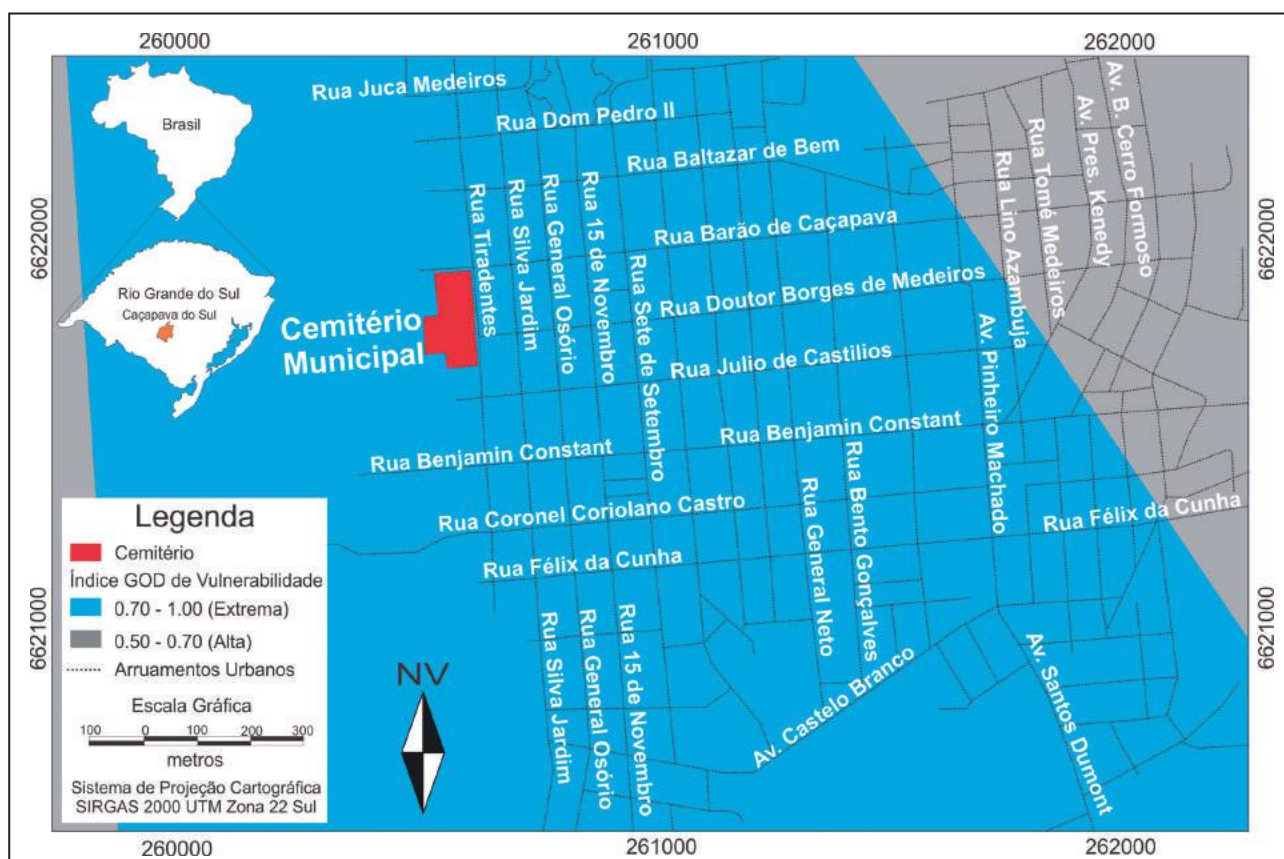 260000
261000
262000
Brasil
Rio Grande do Sul
Caçapava do Sul
6622000
6621000
Rua Juca Medeiros
Rua Dom Pedro II
Rua Baltazar de Bem
Rua Barão de Caçapava
Rua Doutor Borges de Medeiros
Rua Julio de Castilios
Rua Benjamin Constant
Rua Benjamin Constant
Rua Coronel Coriolano Castro
Rua Félix da Cunha
Rua Félix da Cunha
Rua Tiradentes
Rua Silva Jardim
Rua General Osório
Rua 15 de Novembro
Rua Sete de Setembro
Av. Pinheiro Machado
Rua Lino Azambuja
Rua Tomé Medeiros
Av. Pres. Kenedy
Av. B. Cerro Formoso
Cemitério
Municipal
Rua General Neto
Rua Bento Gonçalves
Rua Silva Jardim
Rua General Osório
Rua 15 de Novembro
Av. Castelo Branco
Av. Santos Dumont
NV
Legenda
Cemitério
Índice GOD de Vulnerabilidade
0.70 - 1.00 (Extrema)
0.50 - 0.70 (Alta)
Arruamentos Urbanos
Escala Gráfica
100 0 100 200 300
metros
Sistema de Projeção Cartográfica
SIRGAS 2000 UTM Zona 22 Sul
6622000
6621000
260000
261000
262000